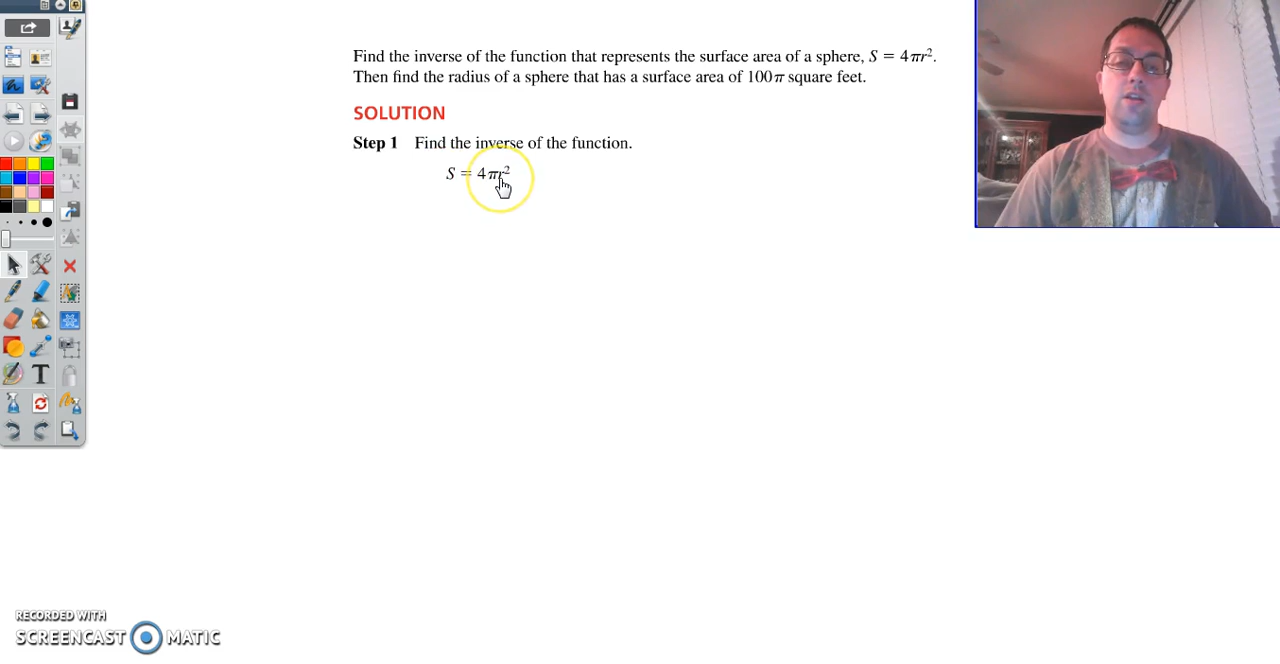 Find the inverse of the function that represents the surface area of a sphere, S = 4πr².
Then find the radius of a sphere that has a surface area of 100π square feet.
SOLUTION
Step 1 Find the inverse of the function.
S = 4πr²
RECORDED WITH
SCREENCAST MATIC